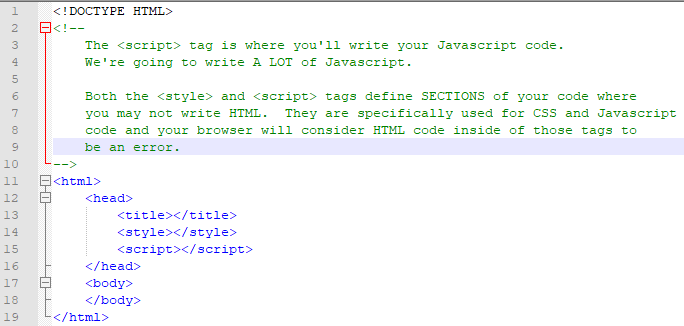 1 <!DOCTYPE HTML>
2 <!--
3 The <script> tag is where you'll write your Javascript code.
4 We're going to write A LOT of Javascript.
5
6 Both the <style> and <script> tags define SECTIONS of your code where
7 you may not write HTML.  They are specifically used for CSS and Javascript
8 code and your browser will consider HTML code inside of those tags to
9 be an error.
10 -->
11 <html>
12 <head>
13 <title></title>
14 <style></style>
15 <script></script>
16 </head>
17 <body>
18 </body>
19 </html>